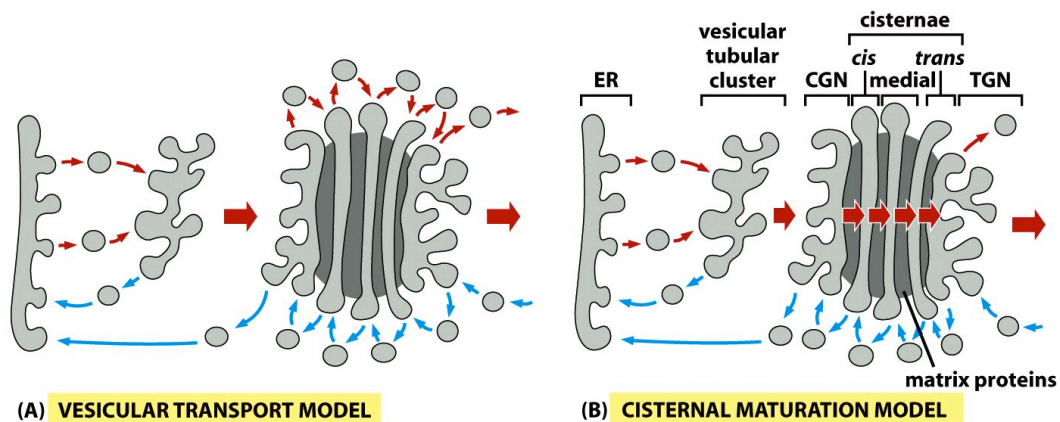 (A) VESICULAR TRANSPORT MODEL
cisternae
vesicular
tubular
cluster
cis
trans
ER
CGN
medial
TGN
matrix proteins
(B) CISTERNAL MATURATION MODEL